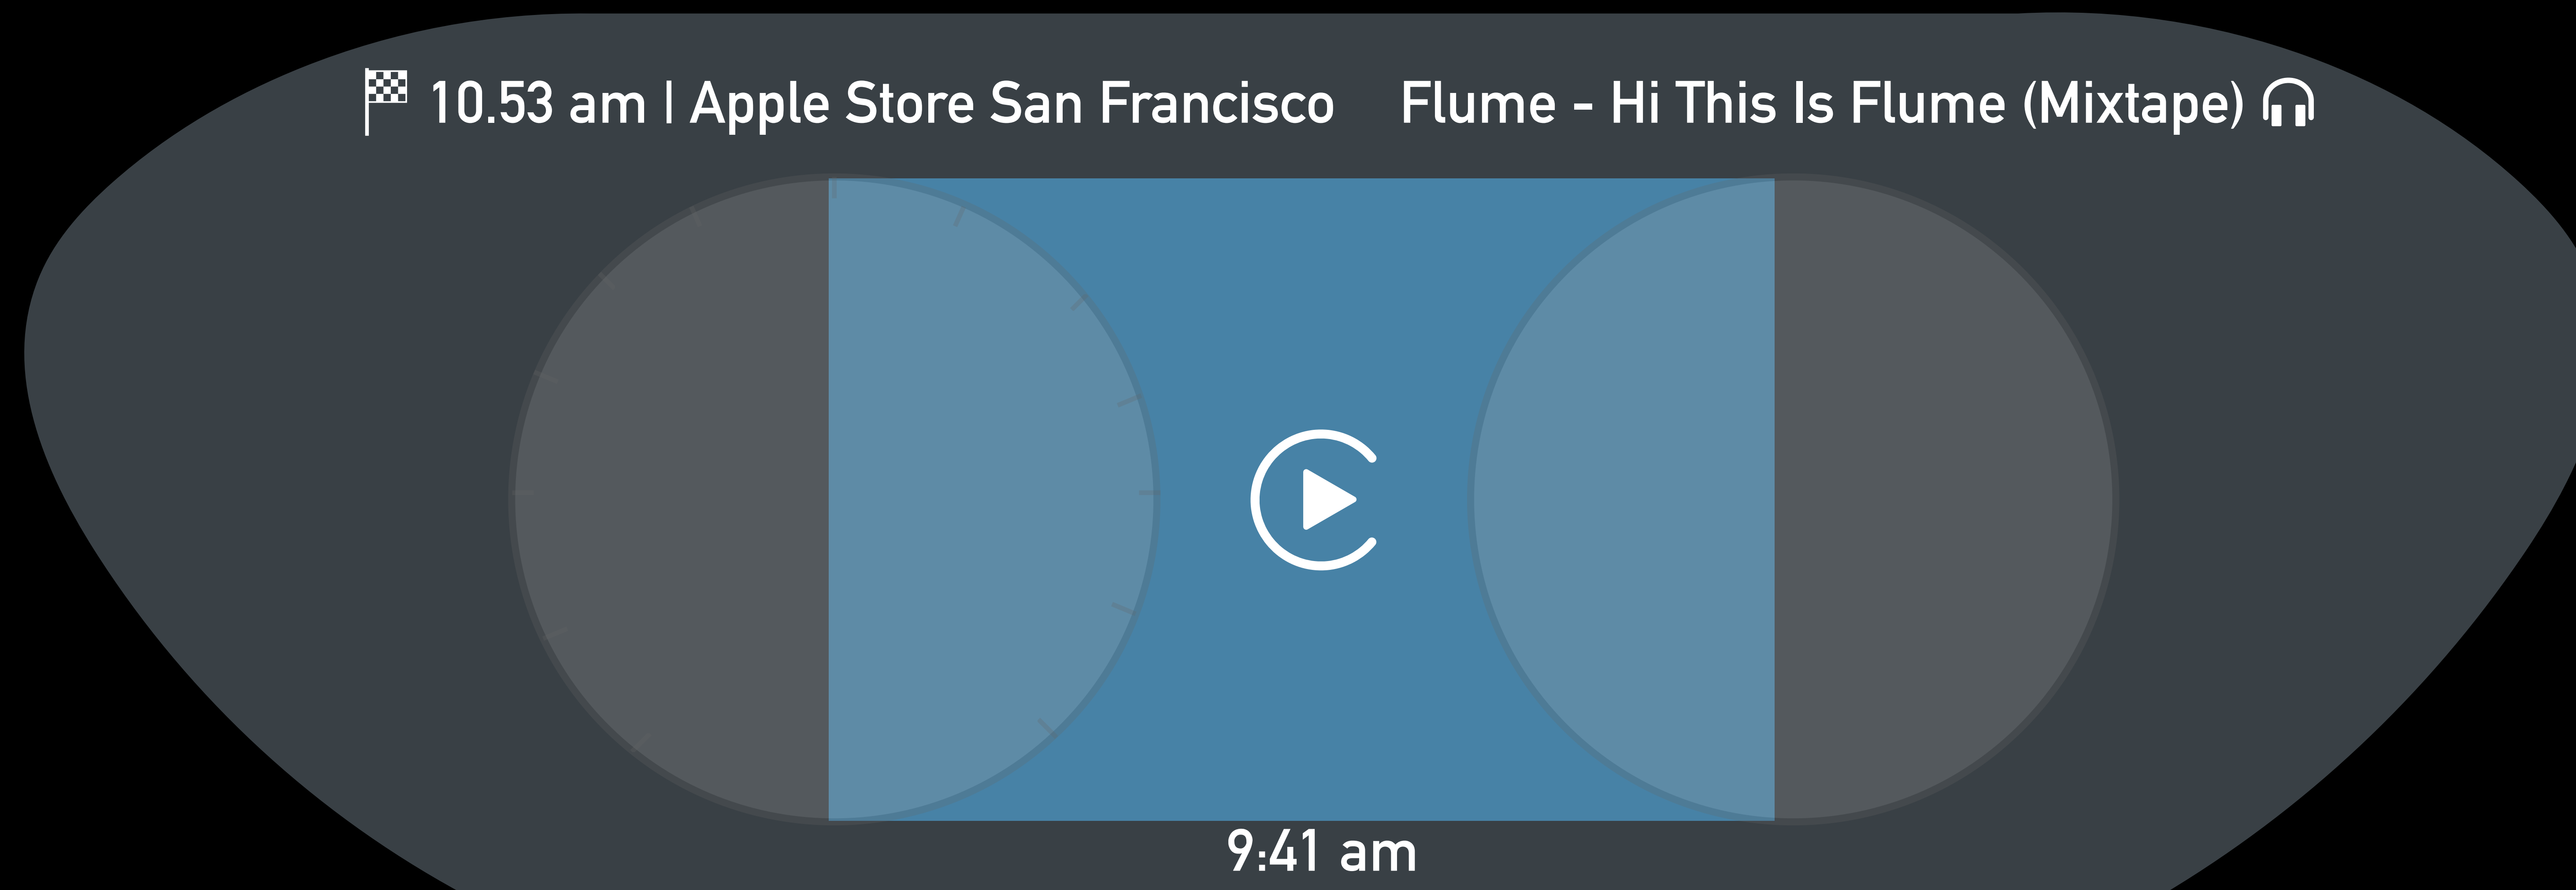 10.53 am | Apple Store San Francisco
Flume - Hi This Is Flume (Mixtape)
9:41 am